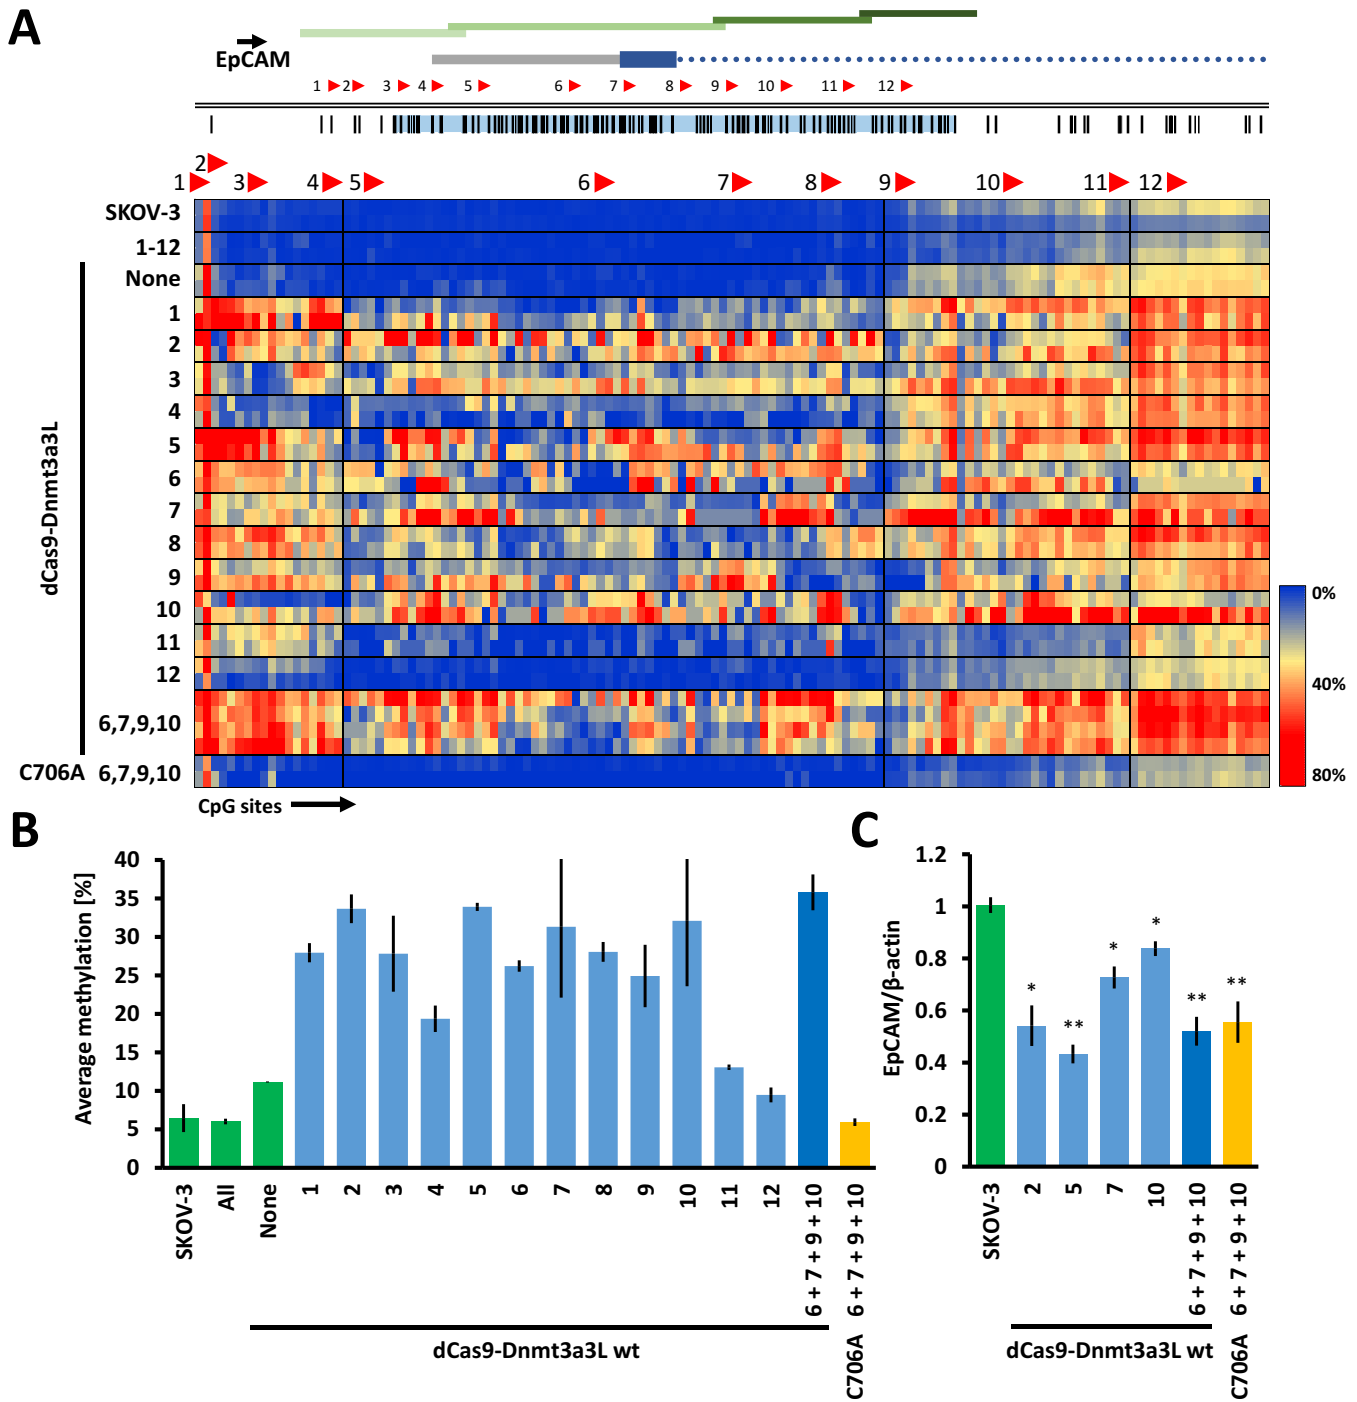 A
EpCAM
1 2 3 4 5 6 7 8 9 10 11 12
2
1 3 4 5 6 7 8 9 10 11 12
SKOV-3
1-12
None
1
2
3
4
5
6
7
8
9
10
11
12
6,7,9,10
C706A 6,7,9,10
dCas9-Dnmt3a3L
CpG sites
0%
40%
80%
B
Average methylation [%]
40
35
30
25
20
15
10
5
0
SKOV-3
All
None
1
2
3
4
5
6
7
8
9
10
11
12
6 + 7 + 9 + 10
C706A 6 + 7 + 9 + 10
dCas9-Dnmt3a3L wt
C
EpCAM/β-actin
1.2
1
0.8
0.6
0.4
0.2
0
* ** * * ** **
SKOV-3
2
5
7
10
6 + 7 + 9 + 10
C706A 6 + 7 + 9 + 10
dCas9-Dnmt3a3L wt